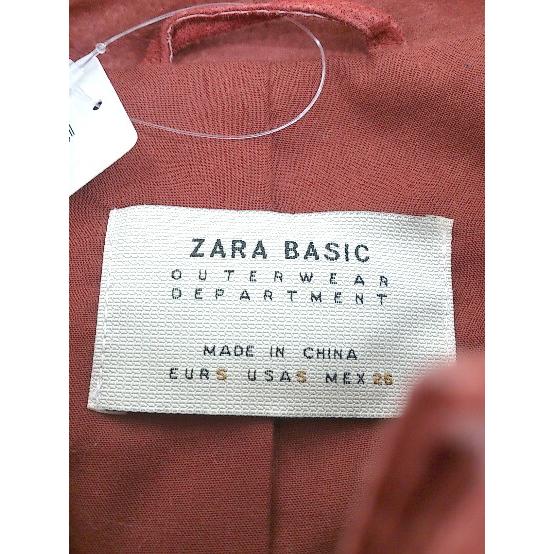 ZARA BASIC
OUTERWEAR
DEPARTMENT
MADE IN CHINA
EUR S USA S MEX 26